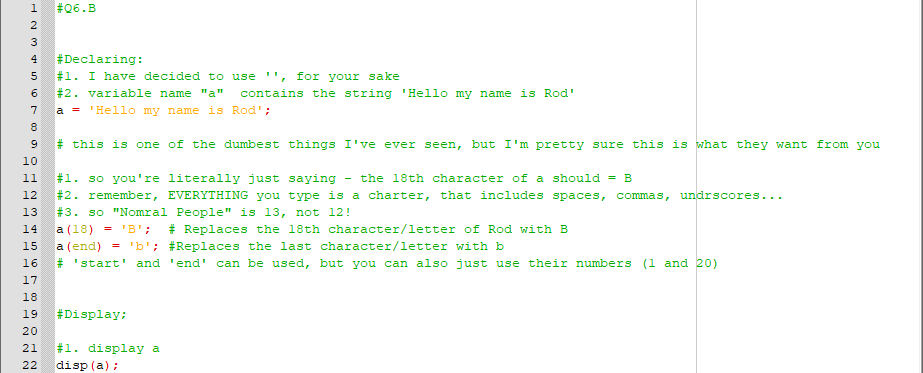 1 #Q6.B
2
3
4 #Declaring:
5 #1. I have decided to use '', for your sake
6 #2. variable name "a"  contains the string 'Hello my name is Rod'
7 a = 'Hello my name is Rod';
8
9 # this is one of the dumbest things I've ever seen, but I'm pretty sure this is what they want from you
10
11 #1. so you're literally just saying - the 18th character of a should = B
12 #2. remember, EVERYTHING you type is a charter, that includes spaces, commas, undrscores...
13 #3. so "Nomral People" is 13, not 12!
14 a(18) = 'B';  # Replaces the 18th character/letter of Rod with B
15 a(end) = 'b'; #Replaces the last character/letter with b
16 # 'start' and 'end' can be used, but you can also just use their numbers (1 and 20)
17
18
19 #Display;
20
21 #1. display a
22 disp(a);